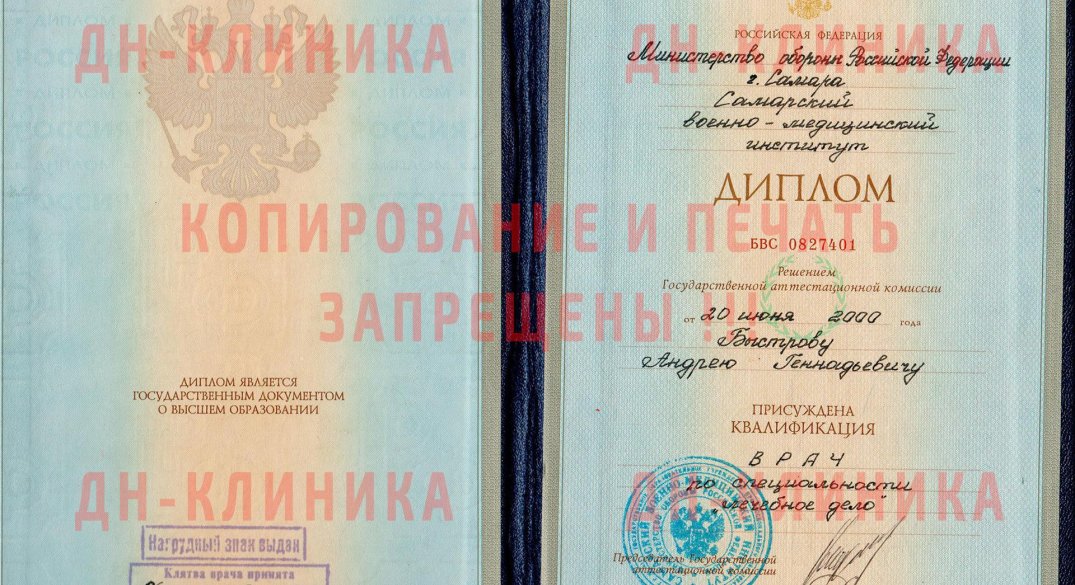 ДН-КЛИНИКА
КОПИРОВАНИЕ И ПЕЧАТЬ
ЗАПРЕЩЕНЫ !!!
ДИПЛОМ ЯВЛЯЕТСЯ
ГОСУДАРСТВЕННЫМ ДОКУМЕНТОМ
О ВЫСШЕМ ОБРАЗОВАНИИ
ДН-КЛИНИКА
Нагрудный знак выдан
Клятва врача принята
ДН-КЛИНИКА
РОССИЙСКАЯ ФЕДЕРАЦИЯ
Министерство обороны Российской Федерации
г. Самара
Самарский
военно-медицинский
институт
ДИПЛОМ
БВС 0827401
Решением
Государственной аттестационной комиссии
от 20 июня 2000 года
Быстрову
Андрею Геннадьевичу
ПРИСУЖДЕНА
КВАЛИФИКАЦИЯ
ВРАЧ
по специальности
„лечебное дело"
ДН-КЛИНИКА
Председатель Государственной
аттестационной комиссии